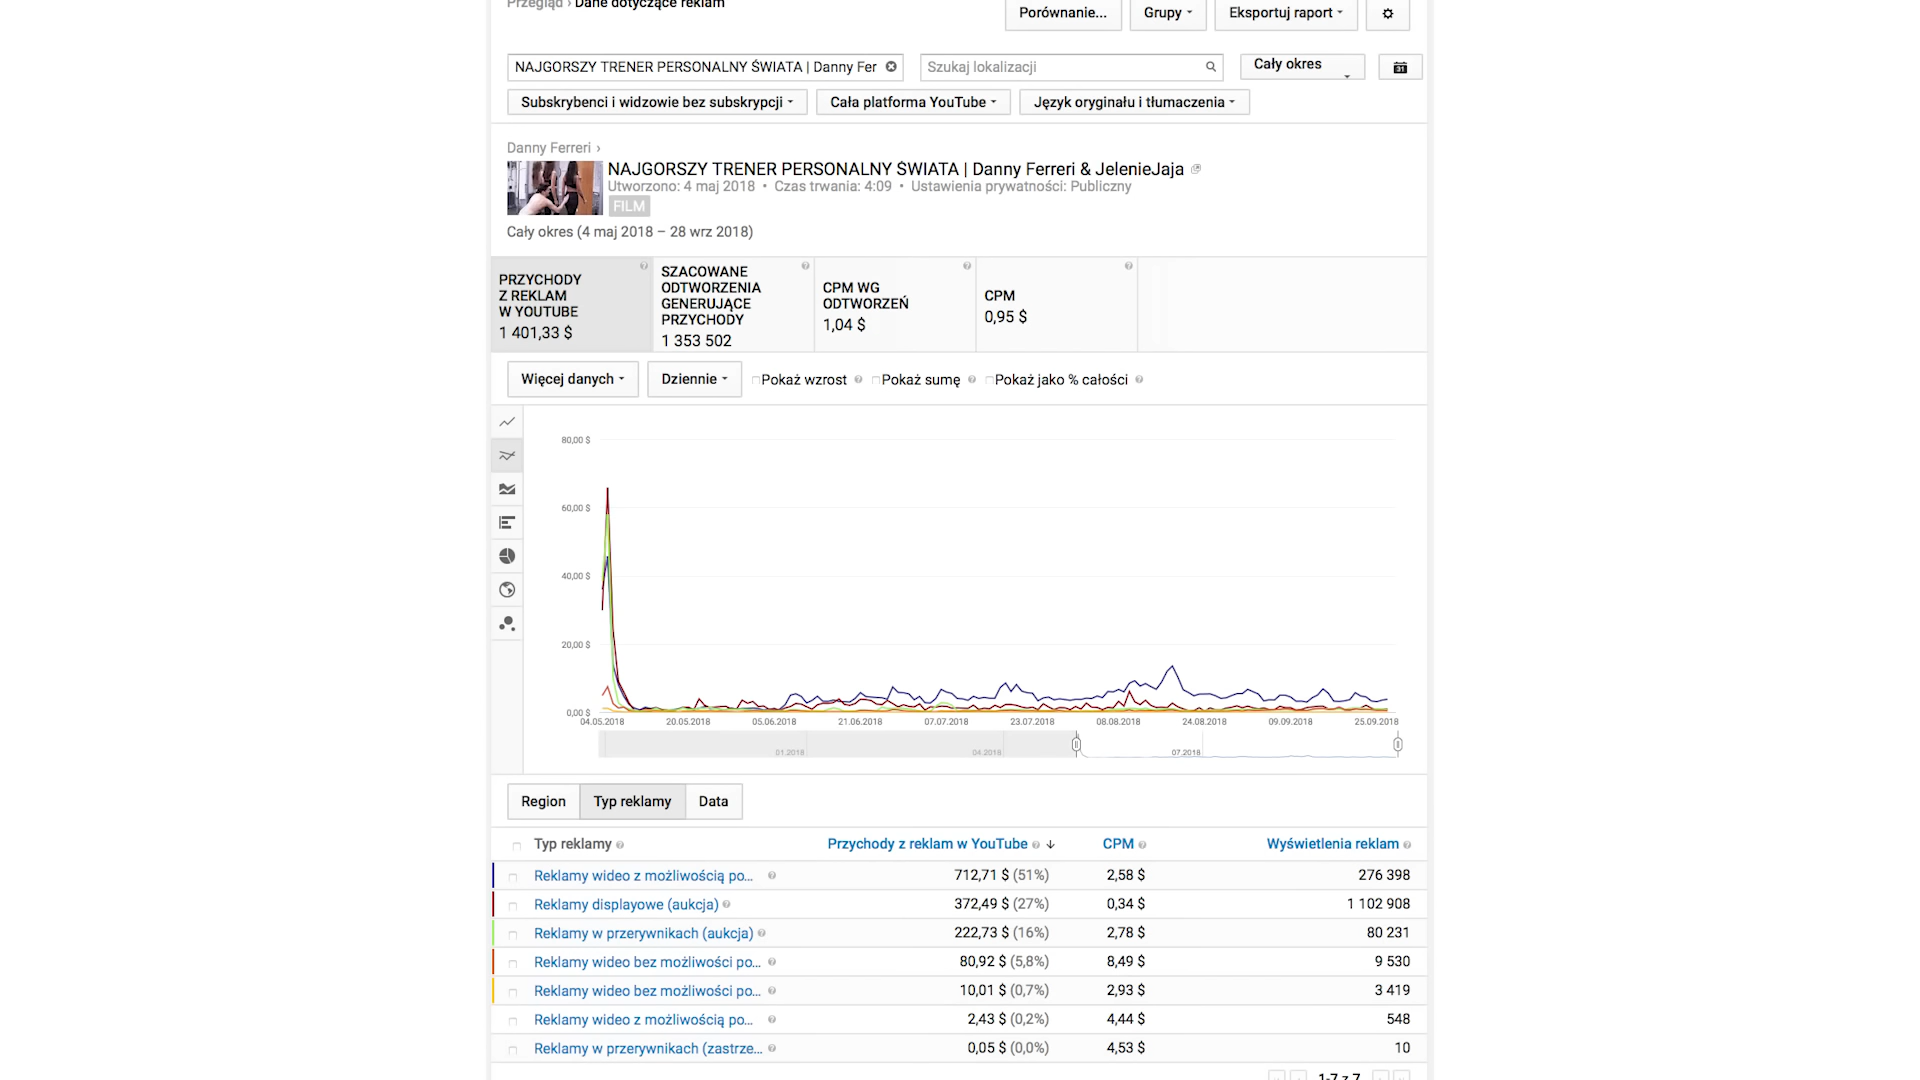 Przegląd › Dane dotyczące reklam
Porównanie...
Grupy
Eksportuj raport
NAJGORSZY TRENER PERSONALNY ŚWIATA | Danny Fer
Szukaj lokalizacji
Cały okres
31
Subskrybenci i widzowie bez subskrypcji
Cała platforma YouTube
Język oryginału i tłumaczenia
Danny Ferreri ›
NAJGORSZY TRENER PERSONALNY ŚWIATA | Danny Ferreri & JelenieJaja
Utworzono: 4 maj 2018 • Czas trwania: 4:09 • Ustawienia prywatności: Publiczny
FILM
Cały okres (4 maj 2018 – 28 wrz 2018)
PRZYCHODY
Z REKLAM
W YOUTUBE
1 401,33 $
SZACOWANE
ODTWORZENIA
GENERUJĄCE
PRZYCHODY
1 353 502
CPM WG
ODTWORZEŃ
1,04 $
CPM
0,95 $
Więcej danych
Dziennie
Pokaż wzrost
Pokaż sumę
Pokaż jako % całości
80,00 $
60,00 $
40,00 $
20,00 $
0,00 $
04.05.2018 20.05.2018 05.06.2018 21.06.2018 07.07.2018 23.07.2018 08.08.2018 24.08.2018 09.09.2018 25.09.2018
01.2018 04.2018 07.2018
Region
Typ reklamy
Data
Typ reklamy Przychody z reklam w YouTube CPM Wyświetlenia reklam
Reklamy wideo z możliwością po... 712,71 $ (51%) 2,58 $ 276 398
Reklamy displayowe (aukcja) 372,49 $ (27%) 0,34 $ 1 102 908
Reklamy w przerywnikach (aukcja) 222,73 $ (16%) 2,78 $ 80 231
Reklamy wideo bez możliwości po... 80,92 $ (5,8%) 8,49 $ 9 530
Reklamy wideo bez możliwości po... 10,01 $ (0,7%) 2,93 $ 3 419
Reklamy wideo z możliwością po... 2,43 $ (0,2%) 4,44 $ 548
Reklamy w przerywnikach (zastrze... 0,05 $ (0,0%) 4,53 $ 10
1-7 z 7